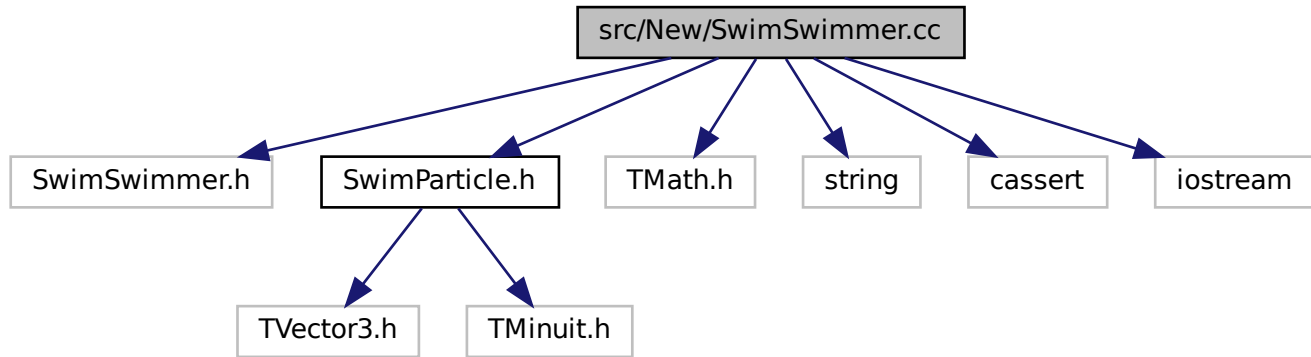 src/New/SwimSwimmer.cc
SwimSwimmer.h
SwimParticle.h
TMath.h
string
cassert
iostream
TVector3.h
TMinuit.h